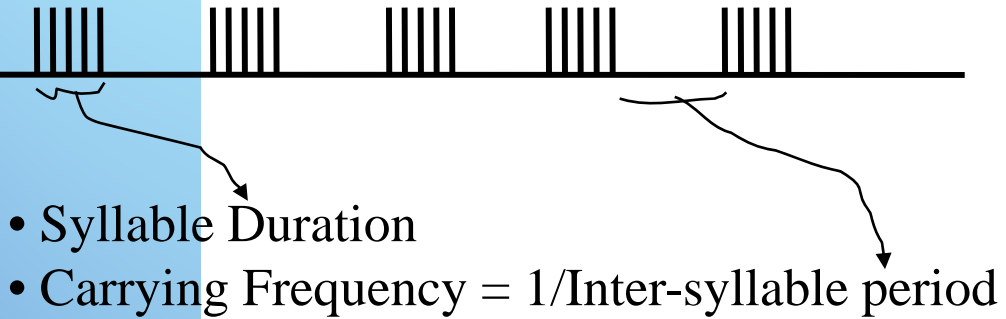 • Syllable Duration
• Carrying Frequency = 1/Inter-syllable period